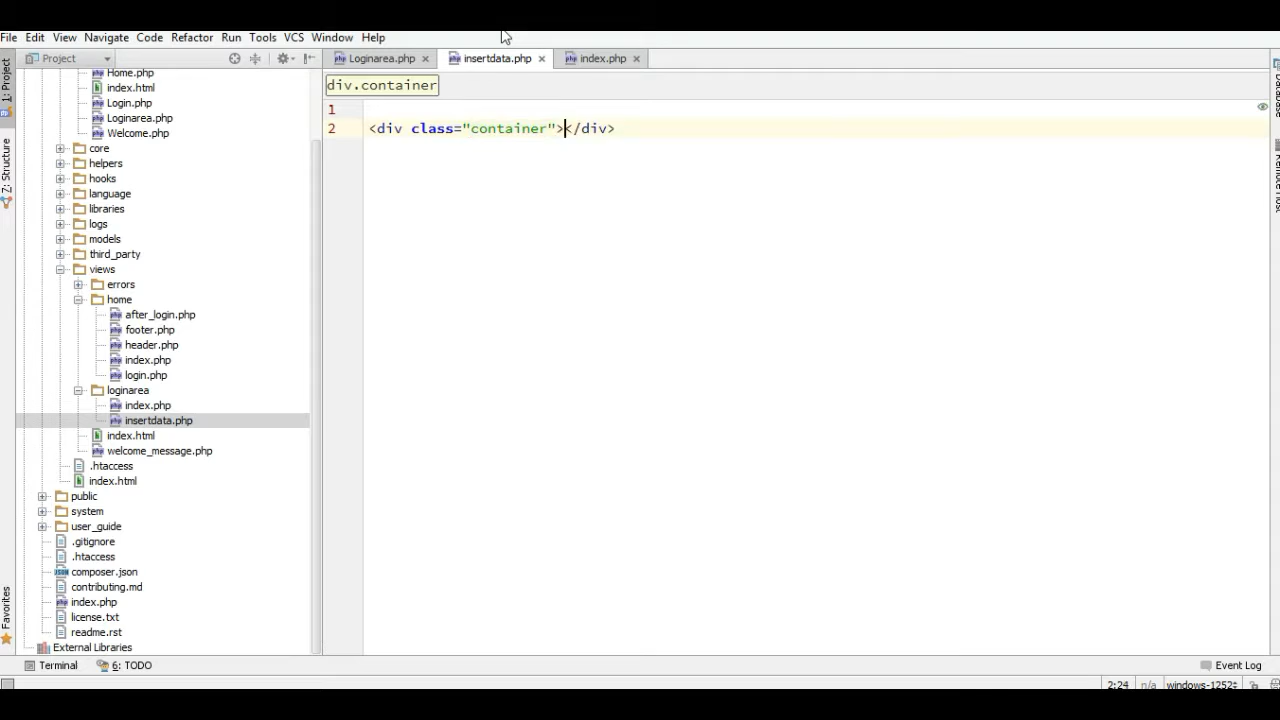 File Edit View Navigate Code Refactor Run Tools VCS Window Help
Project
Loginarea.php
insertdata.php
index.php
1: Project
Z: Structure
Favorites
Home.php
index.html
Login.php
Loginarea.php
Welcome.php
core
helpers
hooks
language
libraries
logs
models
third_party
views
errors
home
after_login.php
footer.php
header.php
index.php
login.php
loginarea
index.php
insertdata.php
index.html
welcome_message.php
.htaccess
index.html
public
system
user_guide
.gitignore
.htaccess
composer.json
contributing.md
index.php
license.txt
readme.rst
External Libraries
div.container
1
2 <div class="container"></div>
Database
Terminal
6: TODO
Event Log
2:24 n/a windows-1252